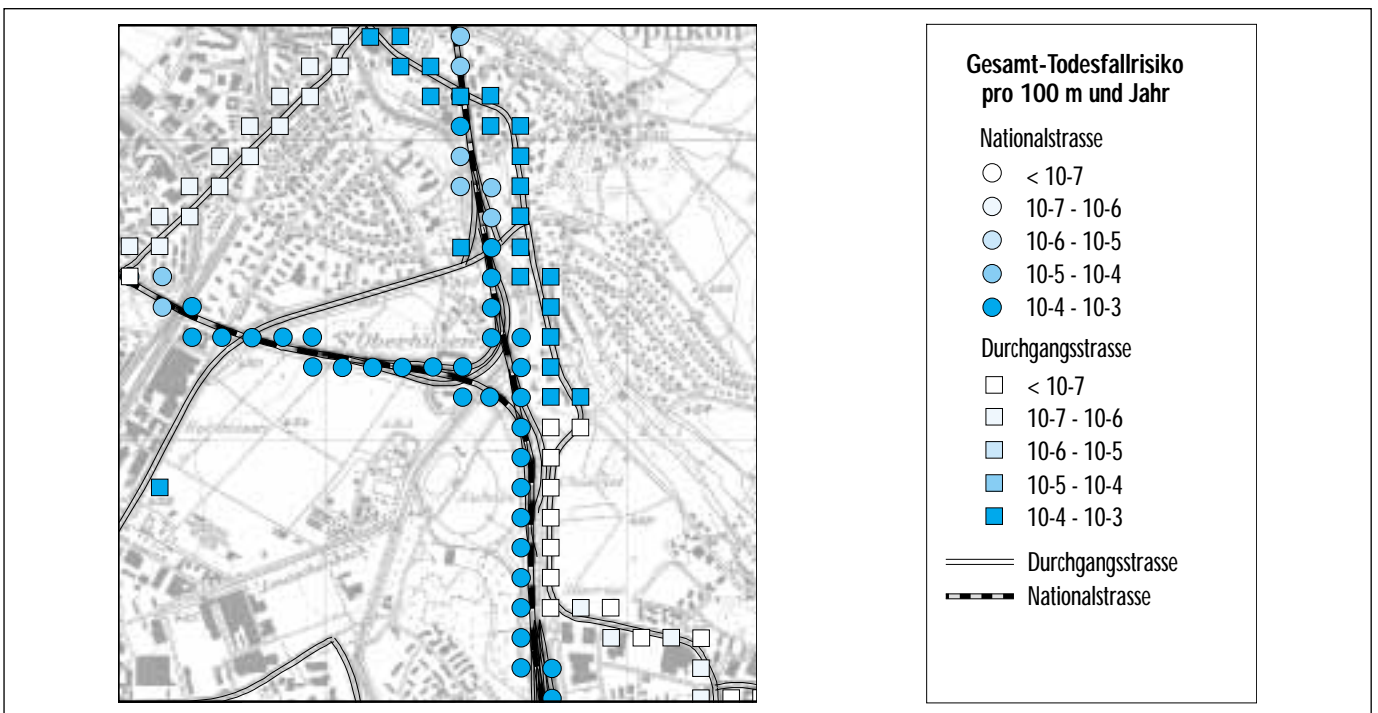 Opfikon
Gesamt-Todesfallrisiko
pro 100 m und Jahr
Nationalstrasse
< 10-7
10-7 - 10-6
10-6 - 10-5
10-5 - 10-4
10-4 - 10-3
Durchgangsstrasse
< 10-7
10-7 - 10-6
10-6 - 10-5
10-5 - 10-4
10-4 - 10-3
Durchgangsstrasse
Nationalstrasse